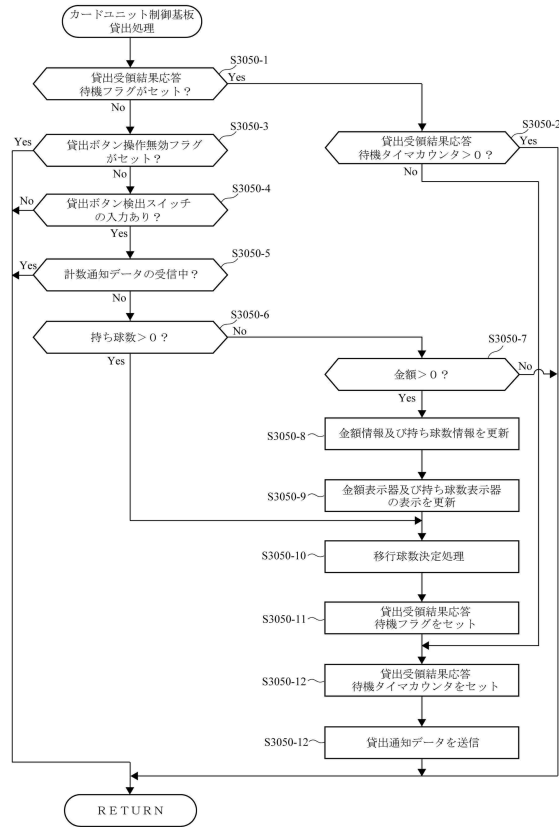 カードユニット制御基板
貸出処理
S3050-1
貸出受領結果応答
待機フラグがセット？
Yes
No
S3050-2
貸出受領結果応答
待機タイマカウンタ＞０？
Yes
No
S3050-3
Yes
貸出ボタン操作無効フラグ
がセット？
No
S3050-4
No
貸出ボタン検出スイッチ
の入力あり？
Yes
S3050-5
Yes
計数通知データの受信中？
No
S3050-6
持ち球数＞０？
No
Yes
S3050-7
金額＞０？
No
Yes
S3050-8
金額情報及び持ち球数情報を更新
S3050-9
金額表示器及び持ち球数表示器
の表示を更新
S3050-10
移行球数決定処理
S3050-11
貸出受領結果応答
待機フラグをセット
S3050-12
貸出受領結果応答
待機タイマカウンタをセット
S3050-12
貸出通知データを送信
ＲＥＴＵＲＮ